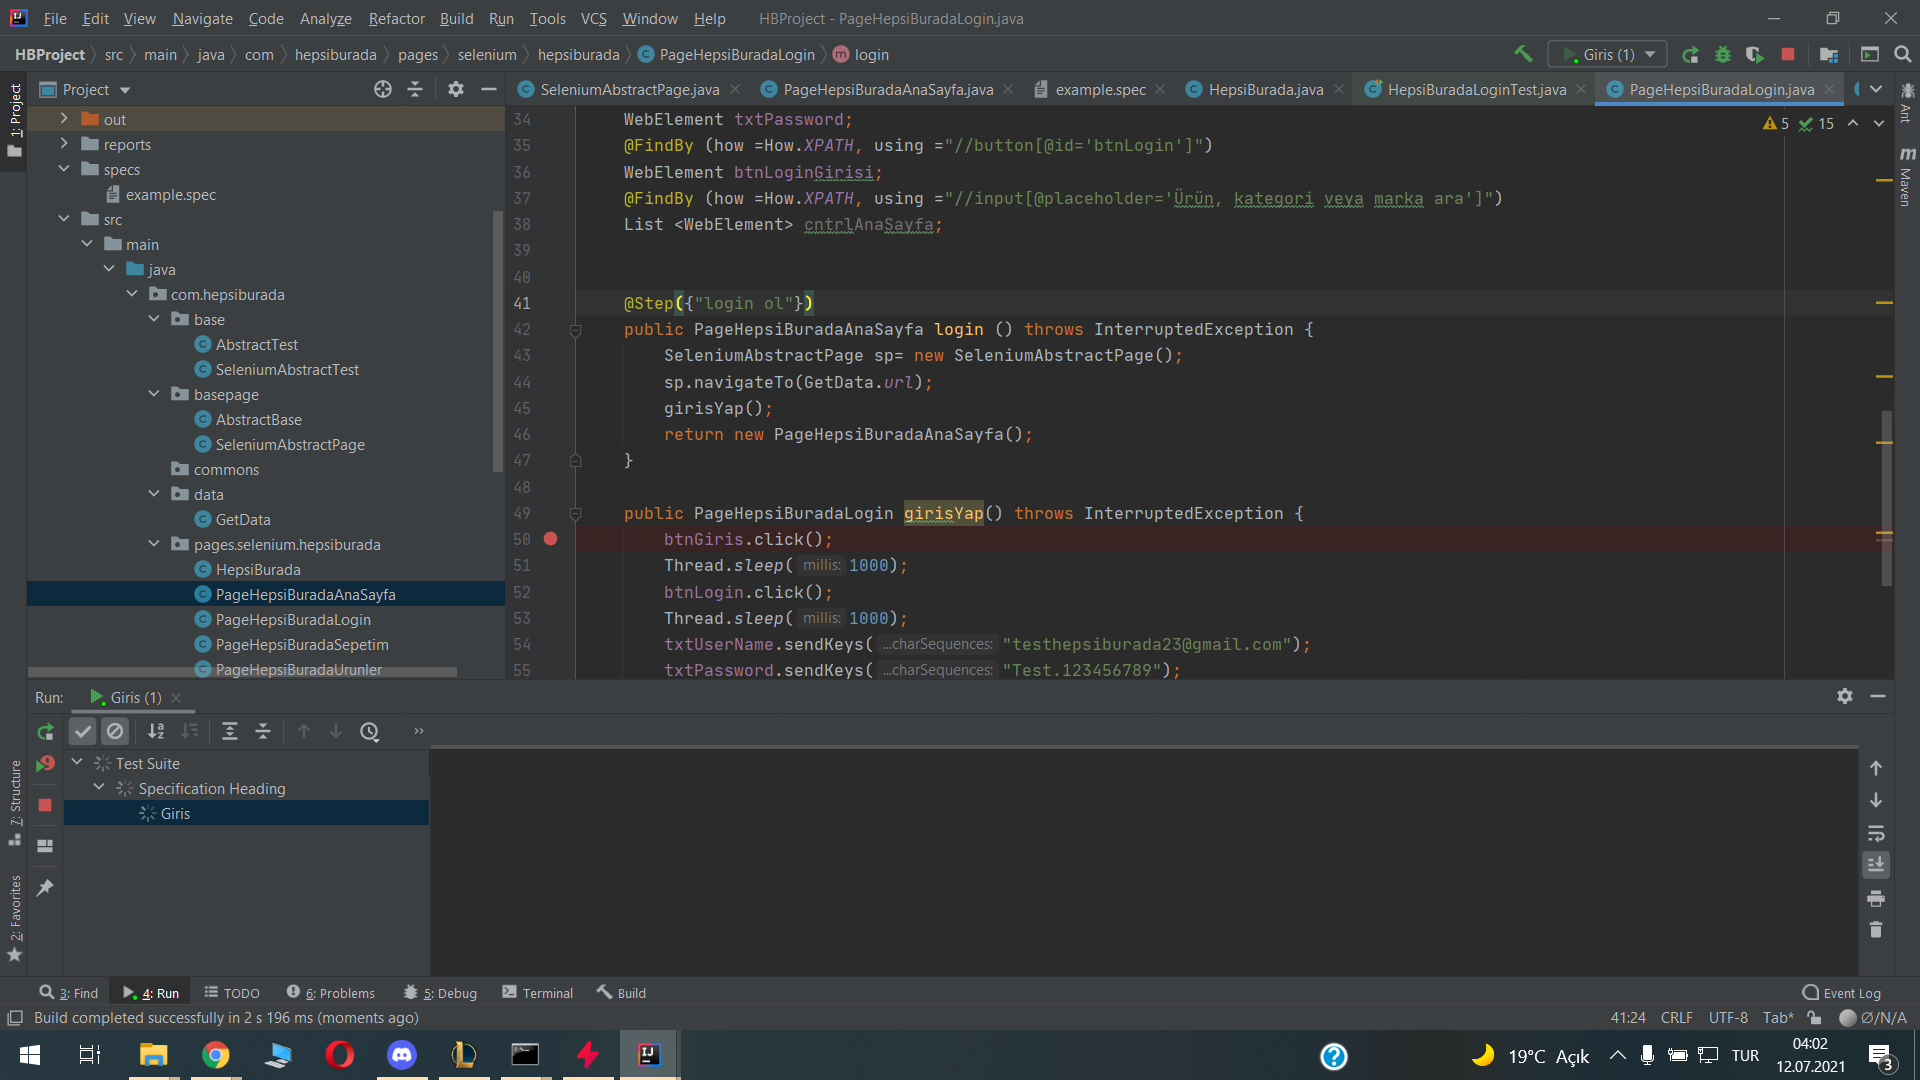 File Edit View Navigate Code Analyze Refactor Build Run Tools VCS Window Help HBProject - PageHepsiBuradaLogin.java
HBProject src main java com hepsiburada pages selenium hepsiburada PageHepsiBuradaLogin login Giris (1)
Project SeleniumAbstractPage.java PageHepsiBuradaAnaSayfa.java example.spec HepsiBurada.java HepsiBuradaLoginTest.java PageHepsiBuradaLogin.java
1: Project
7: Structure
2: Favorites
Ant
Maven
out
reports
specs
example.spec
src
main
java
com.hepsiburada
base
AbstractTest
SeleniumAbstractTest
basepage
AbstractBase
SeleniumAbstractPage
commons
data
GetData
pages.selenium.hepsiburada
HepsiBurada
PageHepsiBuradaAnaSayfa
PageHepsiBuradaLogin
PageHepsiBuradaSepetim
PageHepsiBuradaUrunler
5 15
34 WebElement txtPassword;
35 @FindBy (how =How.XPATH, using ="//button[@id='btnLogin']")
36 WebElement btnLoginGirisi;
37 @FindBy (how =How.XPATH, using ="//input[@placeholder='Ürün, kategori veya marka ara']")
38 List <WebElement> cntrlAnaSayfa;
39
40
41 @Step({"login ol"})
42 public PageHepsiBuradaAnaSayfa login () throws InterruptedException {
43 SeleniumAbstractPage sp= new SeleniumAbstractPage();
44 sp.navigateTo(GetData.url);
45 girisYap();
46 return new PageHepsiBuradaAnaSayfa();
47 }
48
49 public PageHepsiBuradaLogin girisYap() throws InterruptedException {
50 btnGiris.click();
51 Thread.sleep( millis: 1000);
52 btnLogin.click();
53 Thread.sleep( millis: 1000);
54 txtUserName.sendKeys( ...charSequences: "testhepsiburada23@gmail.com");
55 txtPassword.sendKeys( ...charSequences: "Test.123456789");
Run: Giris (1)
Test Suite
Specification Heading
Giris
3: Find 4: Run TODO 6: Problems 5: Debug Terminal Build Event Log
Build completed successfully in 2 s 196 ms (moments ago) 41:24 CRLF UTF-8 Tab* Ø/N/A
19°C Açık TUR 04:02
12.07.2021
3